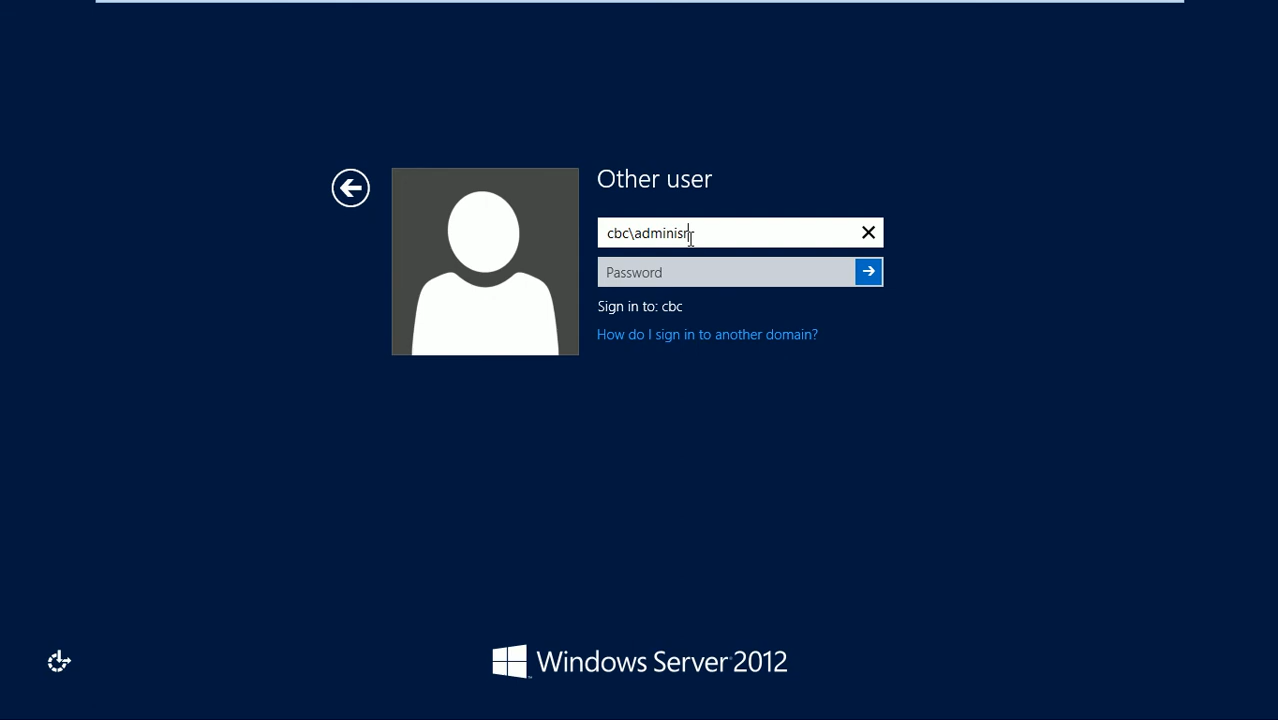 Other user
cbc\adminisr
Password
Sign in to: cbc
How do I sign in to another domain?
Windows Server 2012